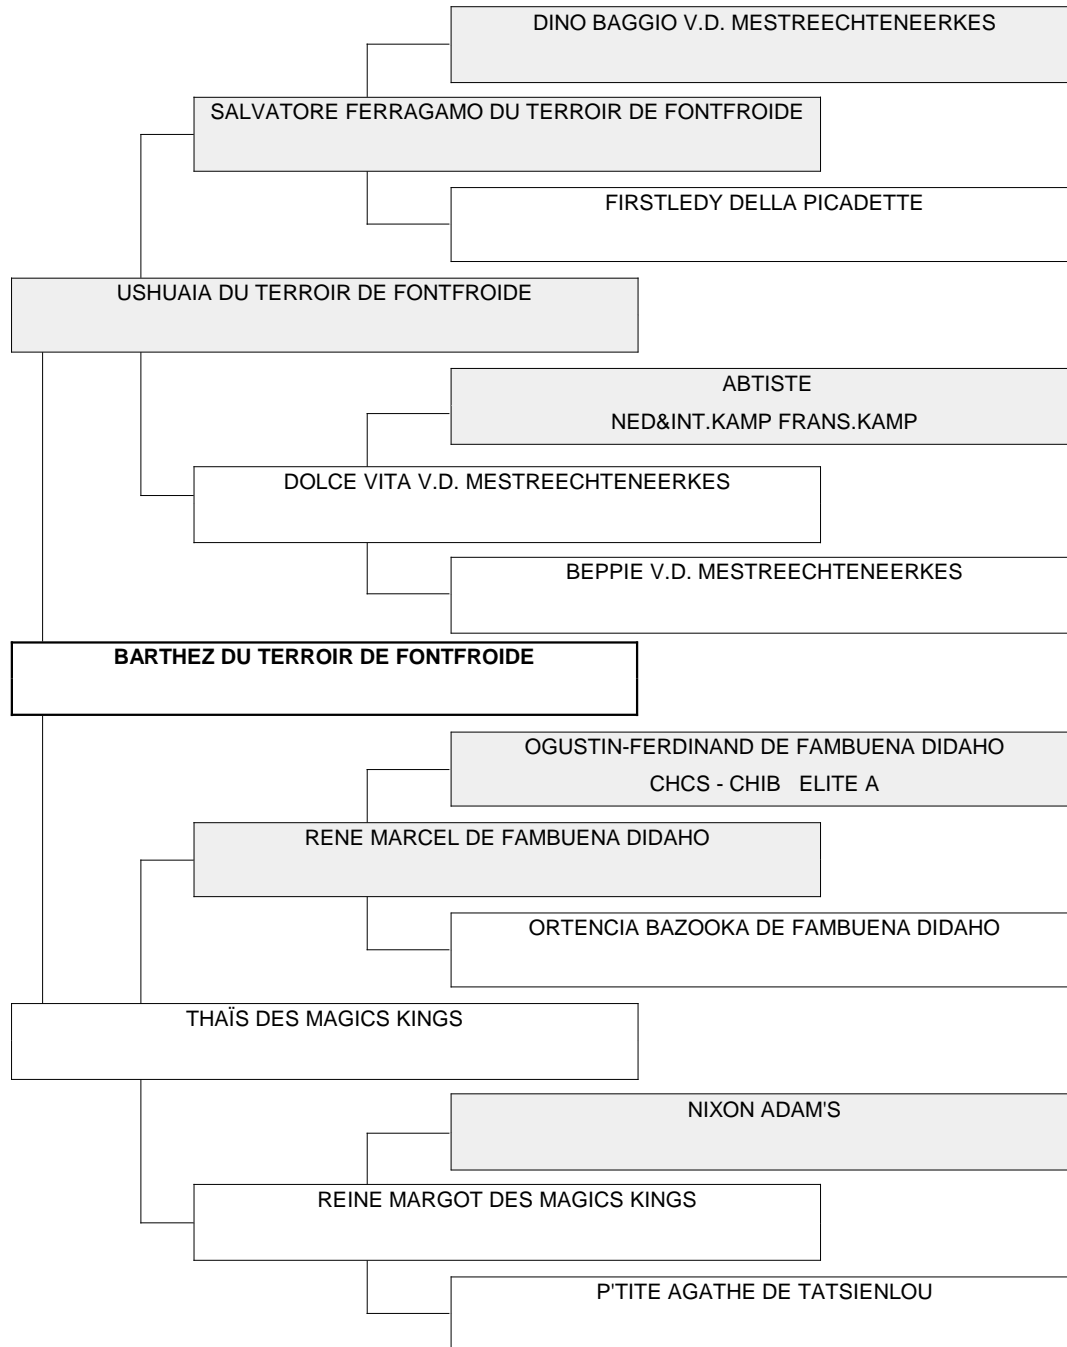 DINO BAGGIO V.D. MESTREECHTENEERKES
SALVATORE FERRAGAMO DU TERROIR DE FONTFROIDE
FIRSTLEDY DELLA PICADETTE
USHUAIA DU TERROIR DE FONTFROIDE
ABTISTE
NED&INT.KAMP FRANS.KAMP
DOLCE VITA V.D. MESTREECHTENEERKES
BEPPIE V.D. MESTREECHTENEERKES
BARTHEZ DU TERROIR DE FONTFROIDE
OGUSTIN-FERDINAND DE FAMBUENA DIDAHO
CHCS - CHIB ELITE A
RENE MARCEL DE FAMBUENA DIDAHO
ORTENCIA BAZOOKA DE FAMBUENA DIDAHO
THAÏS DES MAGICS KINGS
NIXON ADAM'S
REINE MARGOT DES MAGICS KINGS
P'TITE AGATHE DE TATSIENLOU